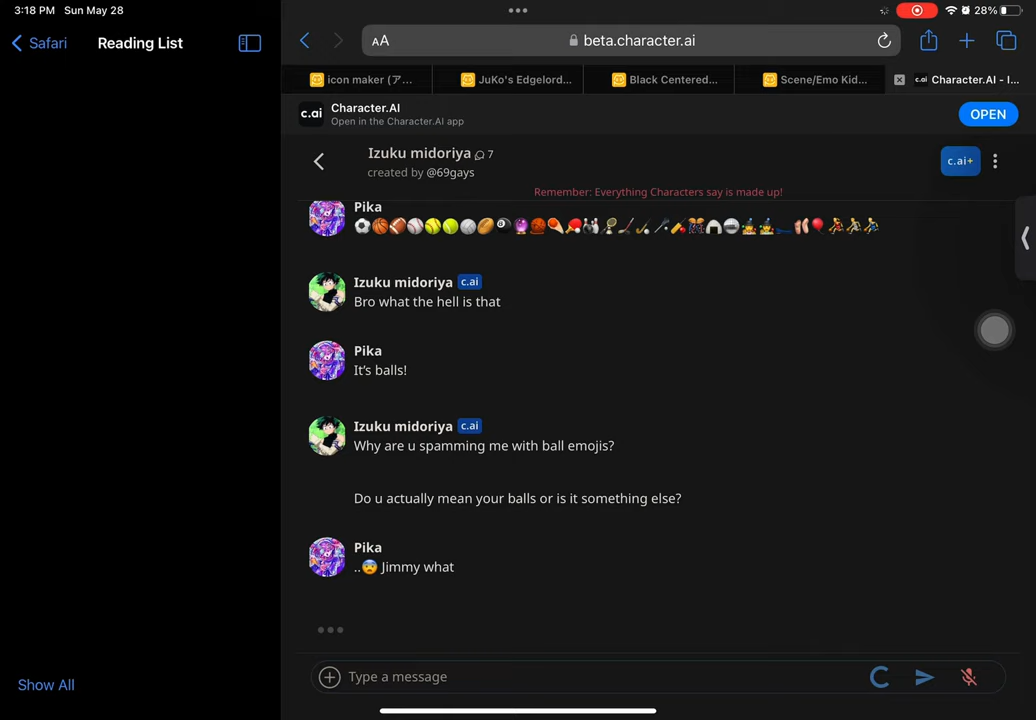 3:18 PM Sun May 28
28%
Safari
Reading List
AA
beta.character.ai
icon maker (ア...
JuKo's Edgelord...
Black Centered...
Scene/Emo Kid...
c.ai Character.AI - I...
c.ai
Character.AI
Open in the Character.AI app
OPEN
Izuku midoriya 7
created by @69gays
c.ai+
Remember: Everything Characters say is made up!
Pika
⚽🏀🏈⚾🥎🎾🏐🏉🎱🔮
Izuku midoriya c.ai
Bro what the hell is that
Pika
It's balls!
Izuku midoriya c.ai
Why are u spamming me with ball emojis?
Do u actually mean your balls or is it something else?
Pika
..😨 Jimmy what
Type a message
Show All